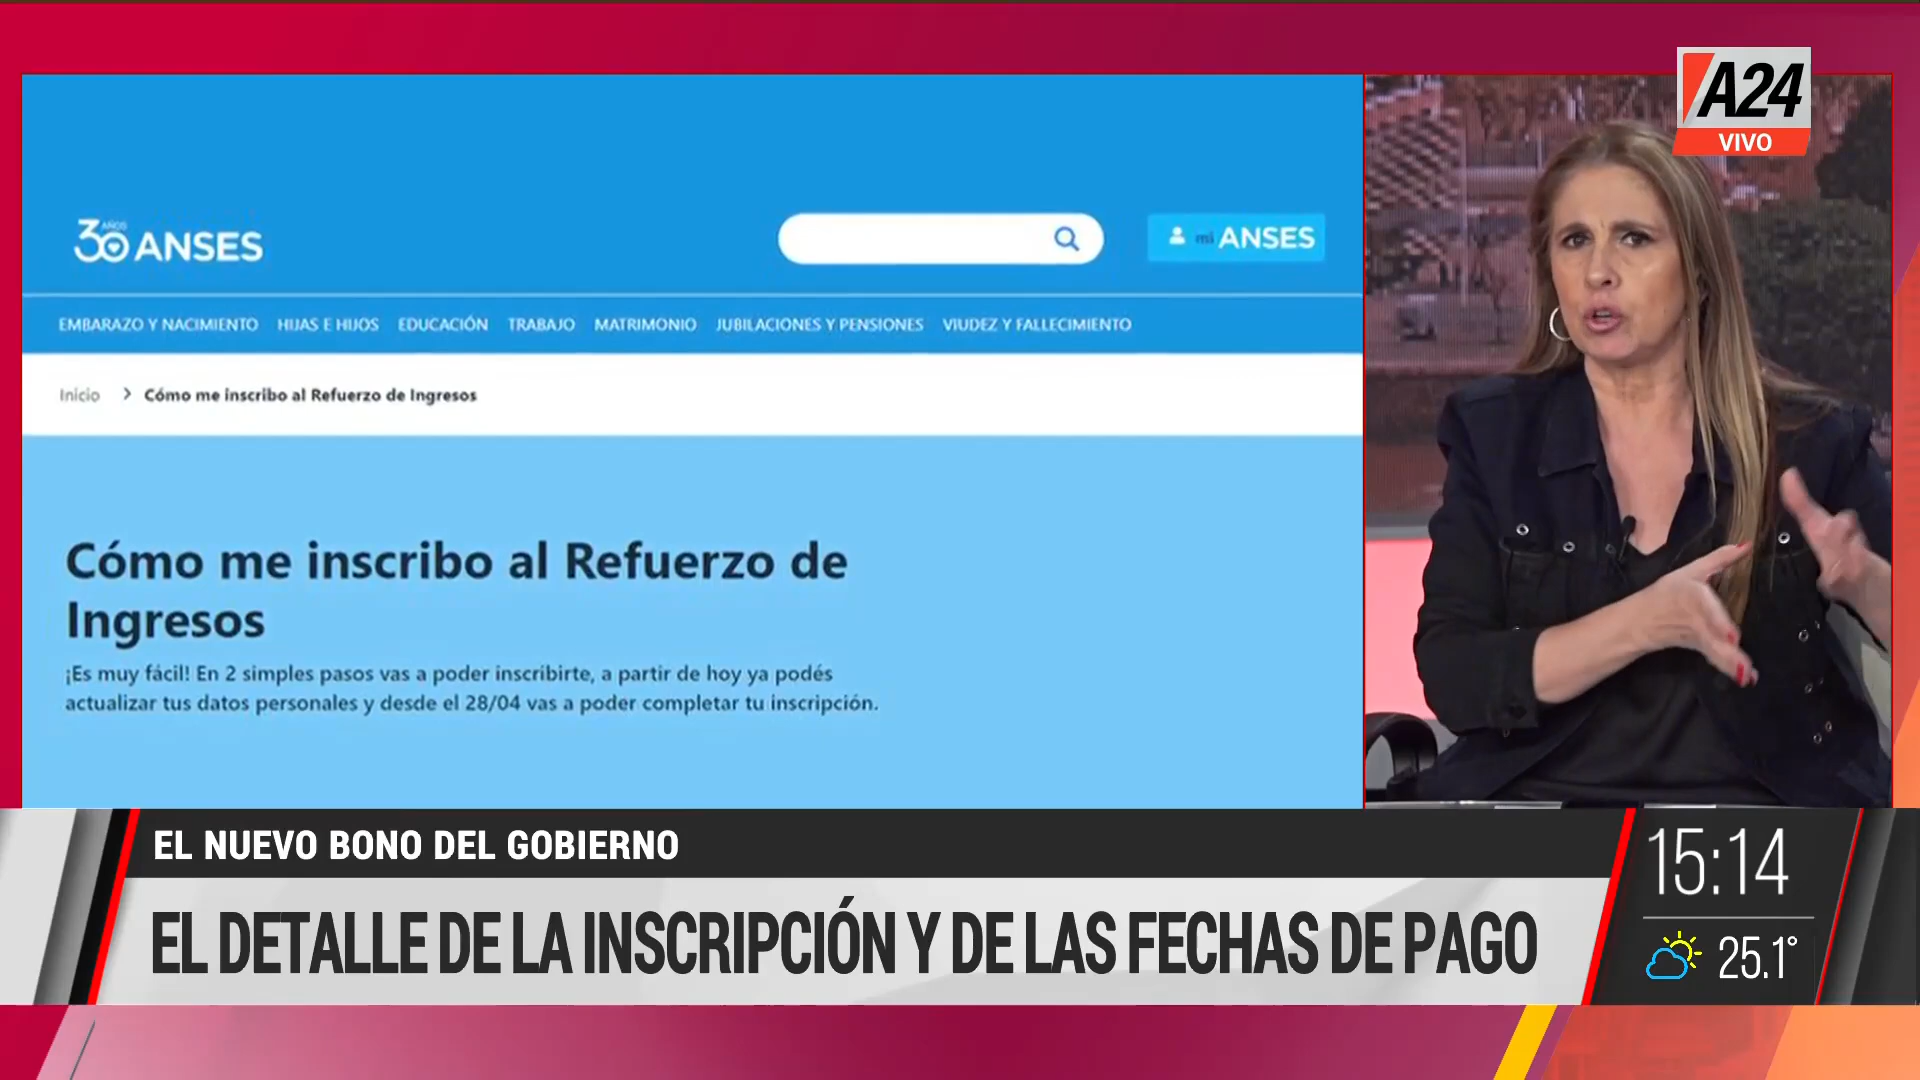 A24
VIVO
30 AÑOS ANSES
mi ANSES
EMBARAZO Y NACIMIENTO HIJAS E HIJOS EDUCACIÓN TRABAJO MATRIMONIO JUBILACIONES Y PENSIONES VIUDEZ Y FALLECIMIENTO
Inicio > Cómo me inscribo al Refuerzo de Ingresos
Cómo me inscribo al Refuerzo de
Ingresos
¡Es muy fácil! En 2 simples pasos vas a poder inscribirte, a partir de hoy ya podés
actualizar tus datos personales y desde el 28/04 vas a poder completar tu inscripción.
EL NUEVO BONO DEL GOBIERNO
EL DETALLE DE LA INSCRIPCIÓN Y DE LAS FECHAS DE PAGO
15:14
25.1°